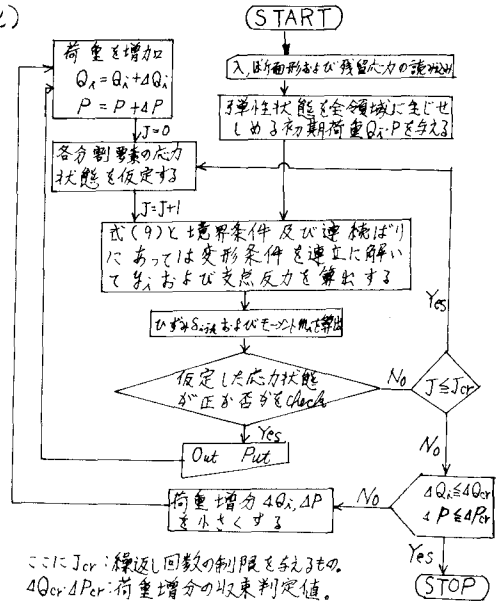 START
荷重を増加
Qi = Qi + ΔQi
P = P + ΔP
入,ばり断面形および残留応力の読み込み
弾性状態を全領域に生じせ
しめる初期荷重Qi・Pを与える
J=0
各分割要素の応力
状態を仮定する
J=J+1
式(9)と境界条件及び連続ばり
にあっては変形条件を連立に解い
てyiおよび支点反力を算出する
および モーメント を算出
Yes
仮定した応力状態
が正か否かをcheck
No
J≦Jcr
Yes
Out Put
No
荷重増分ΔQi,ΔP
を小さくする
No
ΔQi≦ΔQcr
ΔP≦ΔPcr
Yes
STOP
ここにJcr:繰返し回数の制限を与えるもの。
ΔQcr・ΔPcr:荷重増分の収束判定値。